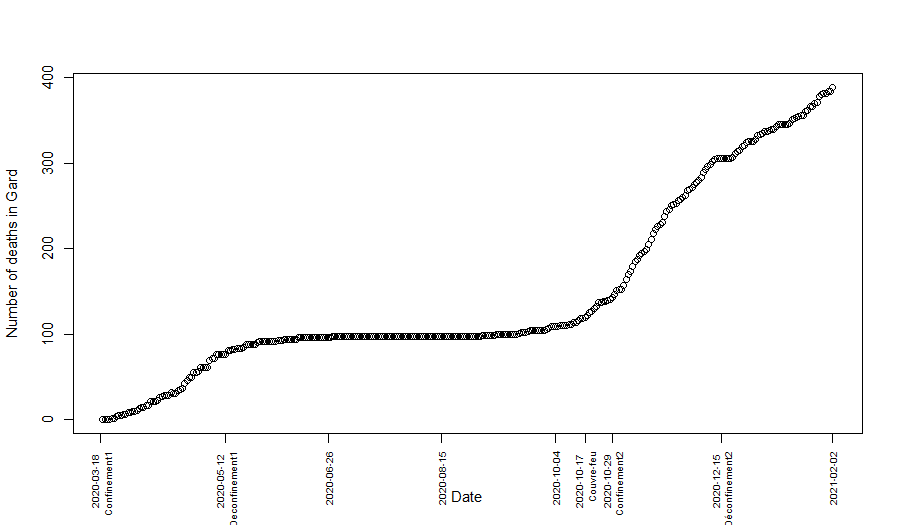 Number of deaths in Gard
400
300
200
100
0
2020-03-18
Confinement1
2020-05-12
Déconfinement1
2020-06-26
2020-08-15
2020-10-04
2020-10-17
Couvre-feu
2020-10-29
Confinement2
2020-12-15
Déconfinement2
2021-02-02
Date